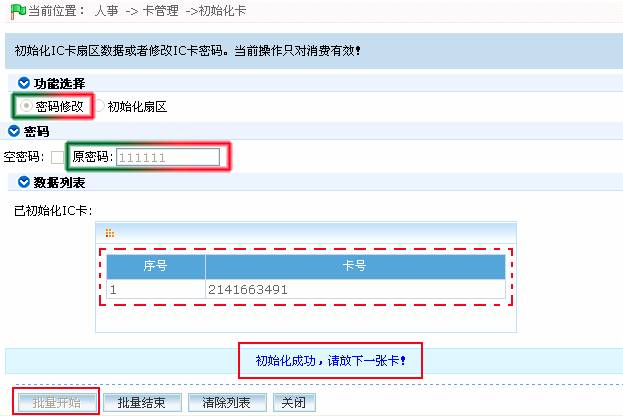 当前位置： 人事 -> 卡管理 ->初始化卡
初始化IC卡扇区数据或者修改IC卡密码。当前操作只对消费有效!
功能选择
密码修改 初始化扇区
密码
空密码: 原密码: 111111
数据列表
已初始化IC卡:
序号 卡号
1 2141663491
初始化成功，请放下一张卡!
批量开始 批量结束 清除列表 关闭